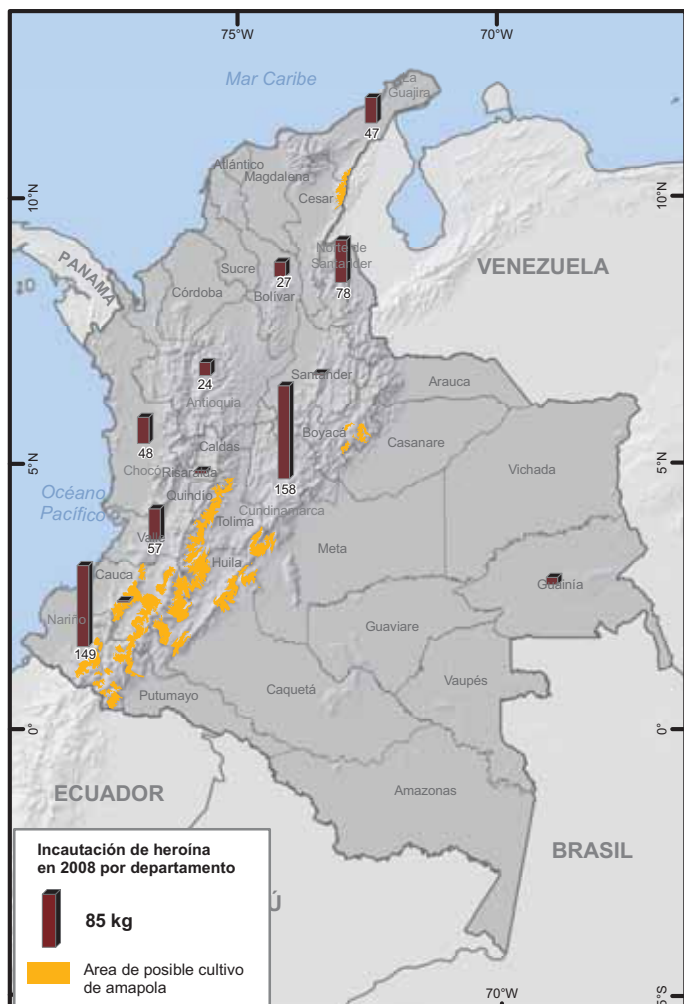 75°W
70°W
Mar Caribe
La
Guajira
47
Atlántico
Magdalena
10°N
10°N
Cesar
PANAMA
Sucre
Norte de
Santander
VENEZUELA
Córdoba
27
Bolívar
78
24
Santander
Arauca
Antioquia
Boyacá
Casanare
48
Caldas
5°N
5°N
Chocó
Risaralda
158
Vichada
Océano
Pacífico
Quindío
Cundinamarca
Tolima
Valle
57
Meta
Huila
Cauca
Guainía
Nariño
Guaviare
149
Vaupés
Caquetá
Putumayo
0°
0°
ECUADOR
Amazonas
BRASIL
Incautación de heroína
en 2008 por departamento
85 kg
Ú
Area de posible cultivo
de amapola
70°W
5°S